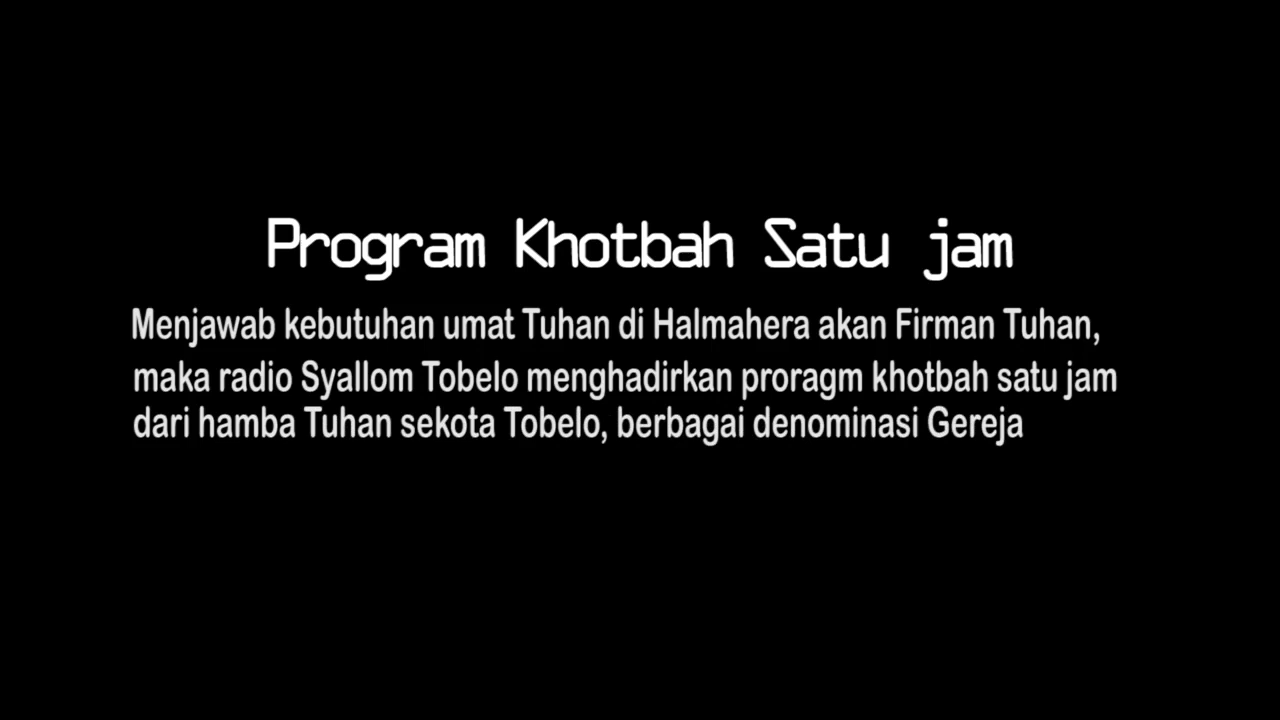 Program Khotbah Satu jam
Menjawab kebutuhan umat Tuhan di Halmahera akan Firman Tuhan,
maka radio Syallom Tobelo menghadirkan proragm khotbah satu jam
dari hamba Tuhan sekota Tobelo, berbagai denominasi Gereja